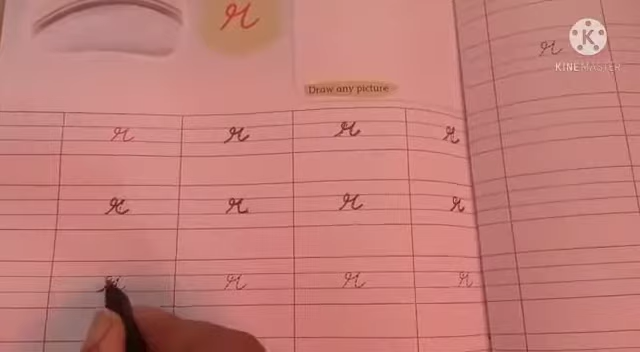 r
Draw any picture
r r r r
r r r r
r r r r
r
K
KINEMASTER